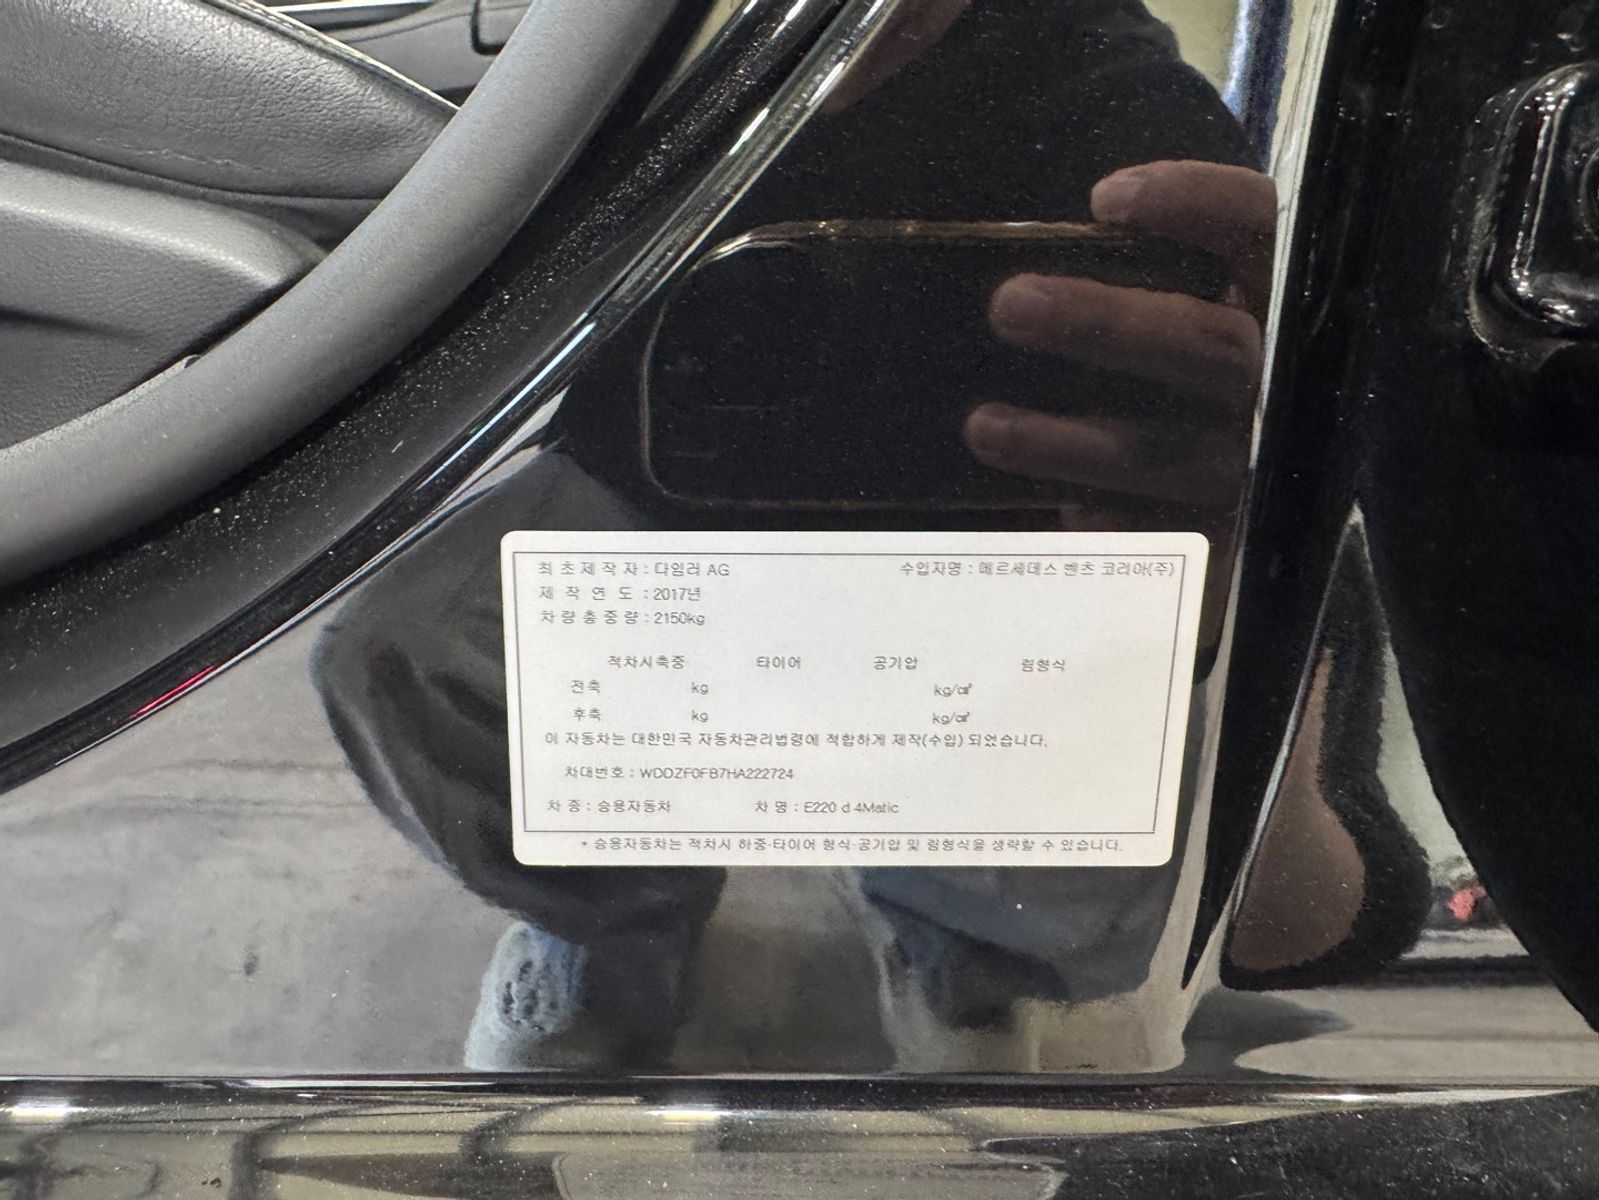 최초제작자 : 다임러 AG 수입자명 : 메르세데스 벤츠 코리아(주)
제작연도 : 2017년
차량총중량 : 2150kg
적차시축중 타이어 공기압 림형식
전축 kg kg/㎠
후축 kg kg/㎠
이 자동차는 대한민국 자동차관리법령에 적합하게 제작(수입) 되었습니다.
차대번호 : WDDZF0FB7HA222724
차 종 : 승용자동차 차 명 : E220 d 4Matic
* 승용자동차는 적차시 하중·타이어 형식·공기압 및 림형식을 생략할 수 있습니다.